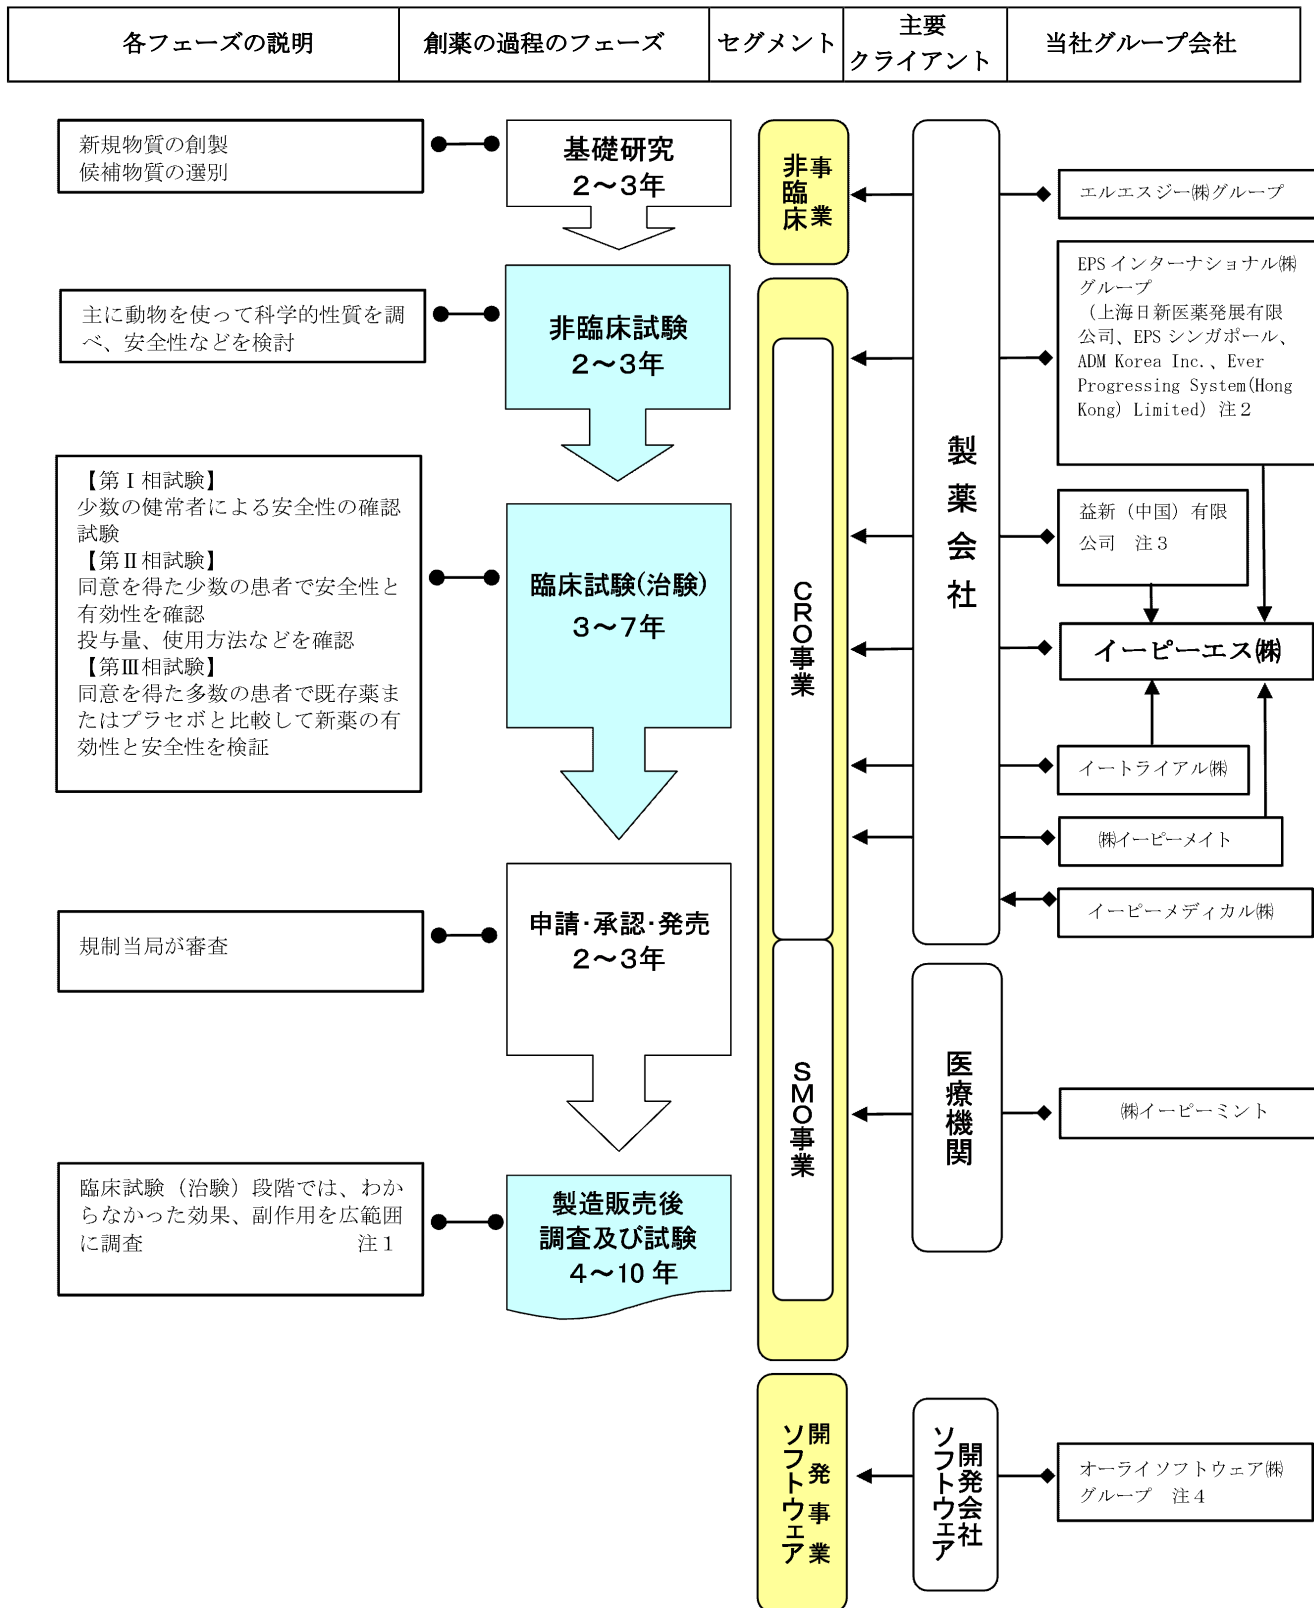 各フェーズの説明
創薬の過程のフェーズ
セグメント
主要
クライアント
当社グループ会社
新規物質の創製
候補物質の選別
基礎研究
2～3年
非臨床
事業
エルエスジー㈱グループ
主に動物を使って科学的性質を調
べ、安全性などを検討
非臨床試験
2～3年
EPS インターナショナル㈱
グループ
（上海日新医薬発展有限
公司、EPS シンガポール、
ADM Korea Inc.、Ever
Progressing System(Hong
Kong) Limited) 注２
製薬会社
【第Ⅰ相試験】
少数の健常者による安全性の確認
試験
【第Ⅱ相試験】
同意を得た少数の患者で安全性と
有効性を確認
投与量、使用方法などを確認
【第Ⅲ相試験】
同意を得た多数の患者で既存薬ま
たはプラセボと比較して新薬の有
効性と安全性を検証
臨床試験(治験)
3～7年
CRO事業
益新（中国）有限
公司　注３
イーピーエス㈱
イートライアル㈱
㈱イーピーメイト
イーピーメディカル㈱
規制当局が審査
申請･承認･発売
2～3年
SMO事業
医療機関
㈱イーピーミント
臨床試験（治験）段階では、わか
らなかった効果、副作用を広範囲
に調査　注１
製造販売後
調査及び試験
4～10 年
ソフトウェア
開発事業
ソフトウエア
開発会社
オーライソフトウェア㈱
グループ　注４